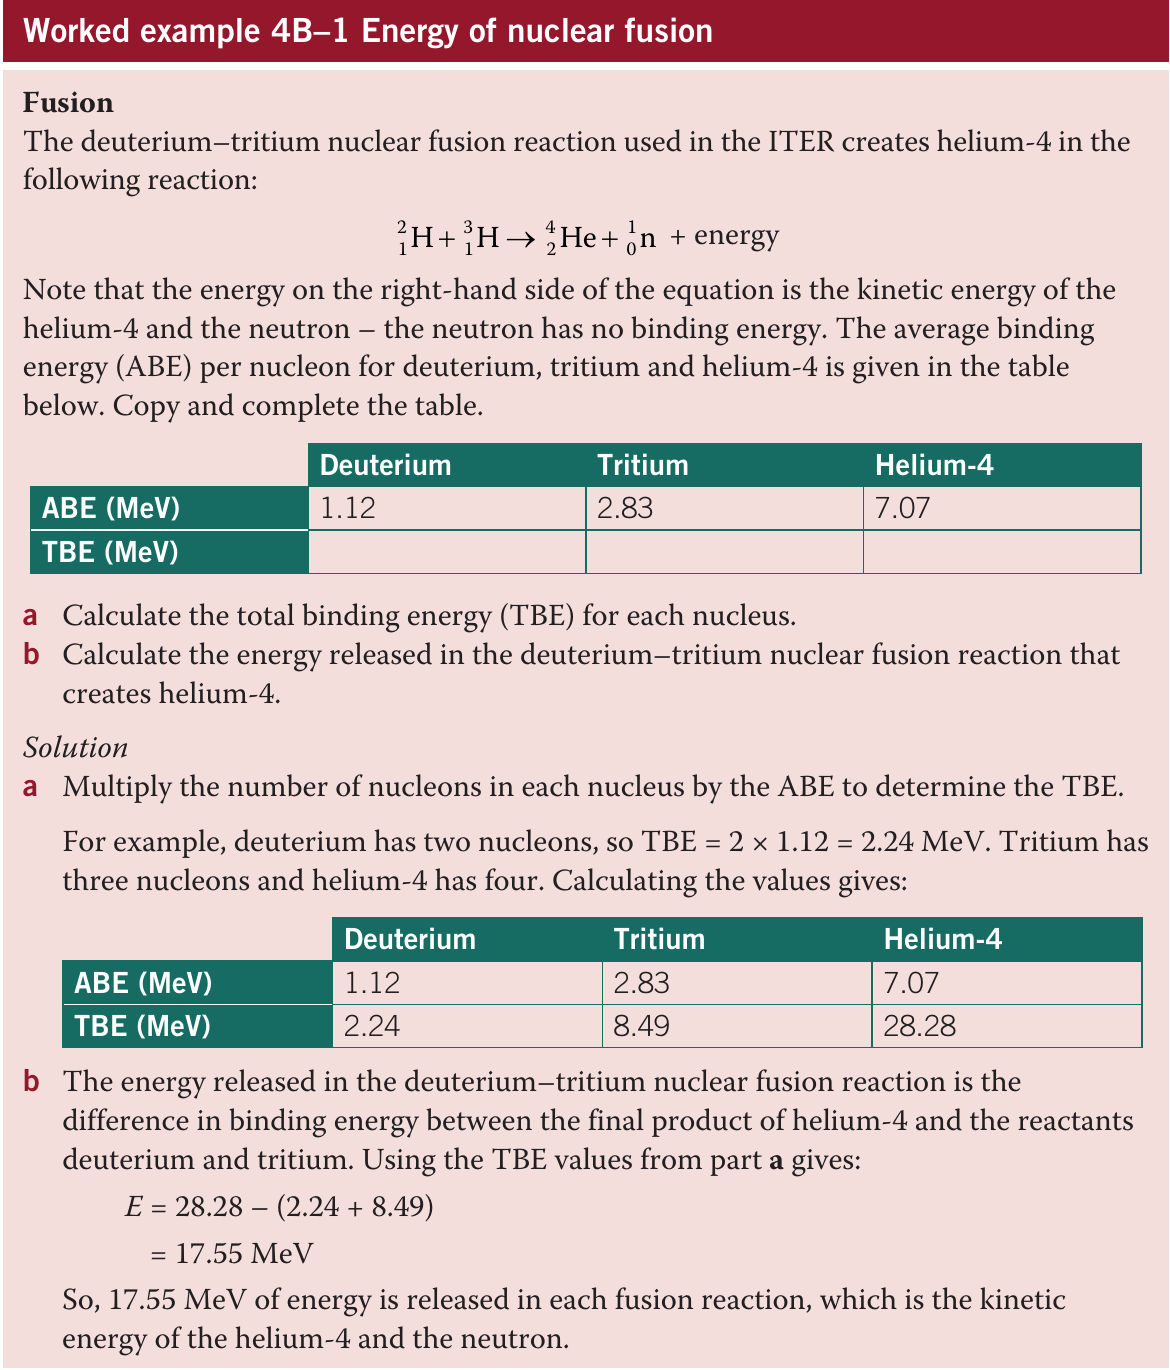 Worked example 4B–1 Energy of nuclear fusion
Fusion
The deuterium–tritium nuclear fusion reaction used in the ITER creates helium-4 in the
following reaction:
²₁H + ³₁H → ⁴₂He + ¹₀n + energy
Note that the energy on the right-hand side of the equation is the kinetic energy of the
helium-4 and the neutron – the neutron has no binding energy. The average binding
energy (ABE) per nucleon for deuterium, tritium and helium-4 is given in the table
below. Copy and complete the table.
Deuterium Tritium Helium-4
ABE (MeV) 1.12 2.83 7.07
TBE (MeV)
a Calculate the total binding energy (TBE) for each nucleus.
b Calculate the energy released in the deuterium–tritium nuclear fusion reaction that
creates helium-4.
Solution
a Multiply the number of nucleons in each nucleus by the ABE to determine the TBE.
For example, deuterium has two nucleons, so TBE = 2 × 1.12 = 2.24 MeV. Tritium has
three nucleons and helium-4 has four. Calculating the values gives:
Deuterium Tritium Helium-4
ABE (MeV) 1.12 2.83 7.07
TBE (MeV) 2.24 8.49 28.28
b The energy released in the deuterium–tritium nuclear fusion reaction is the
difference in binding energy between the final product of helium-4 and the reactants
deuterium and tritium. Using the TBE values from part a gives:
E = 28.28 – (2.24 + 8.49)
= 17.55 MeV
So, 17.55 MeV of energy is released in each fusion reaction, which is the kinetic
energy of the helium-4 and the neutron.